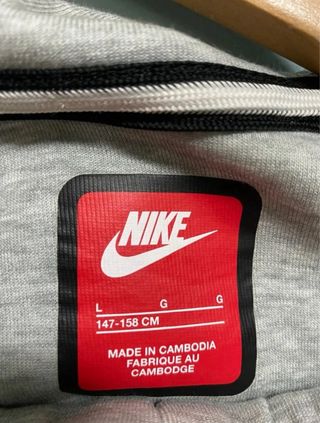 NIKE
L G G
147-158 CM
MADE IN CAMBODIA
FABRIQUE AU
CAMBODGE